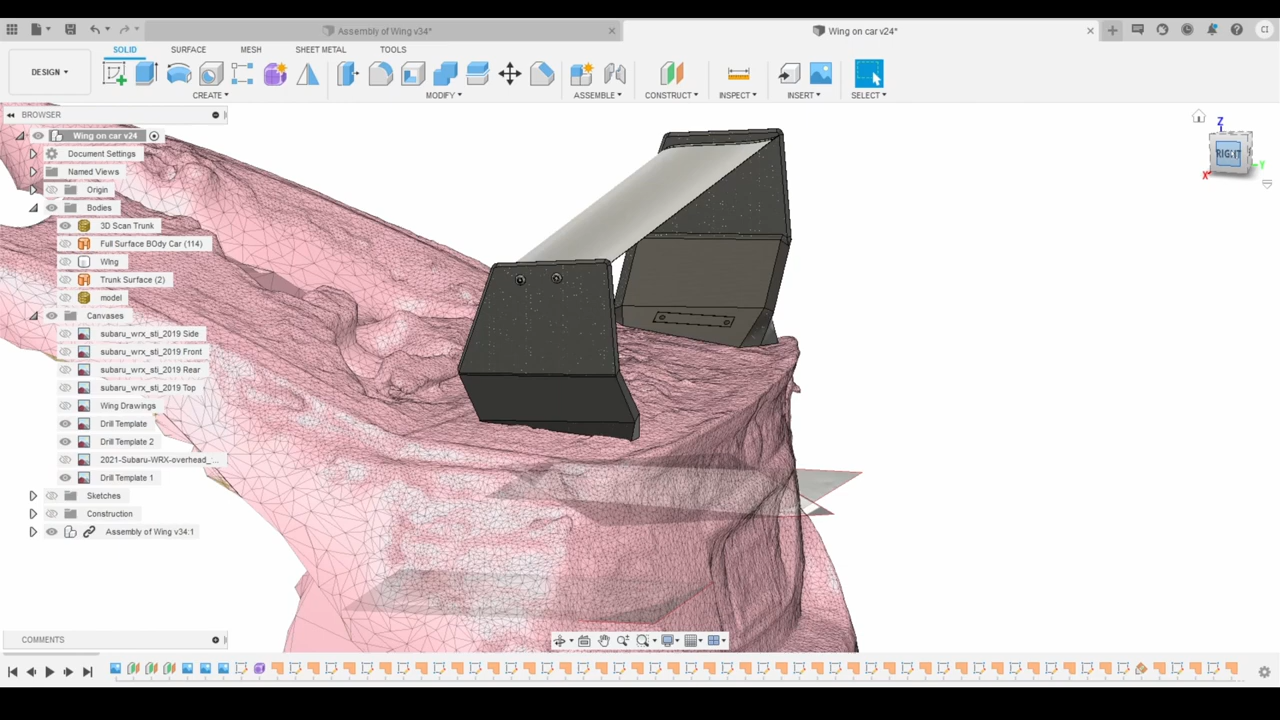 Assembly of Wing v34*
Wing on car v24*
CI
SOLID
SURFACE
MESH
SHEET METAL
TOOLS
DESIGN
CREATE
MODIFY
ASSEMBLE
CONSTRUCT
INSPECT
INSERT
SELECT
BROWSER
Wing on car v24
Document Settings
Named Views
Origin
Bodies
3D Scan Trunk
Full Surface BOdy Car (114)
WIng
Trunk Surface (2)
model
Canvases
subaru_wrx_sti_2019 Side
subaru_wrx_sti_2019 Front
subaru_wrx_sti_2019 Rear
subaru_wrx_sti_2019 Top
Wing Drawings
Drill Template
Drill Template 2
2021-Subaru-WRX-overhead_...
Drill Template 1
Sketches
Construction
Assembly of Wing v34:1
Z
RIGHT
Y
X
COMMENTS